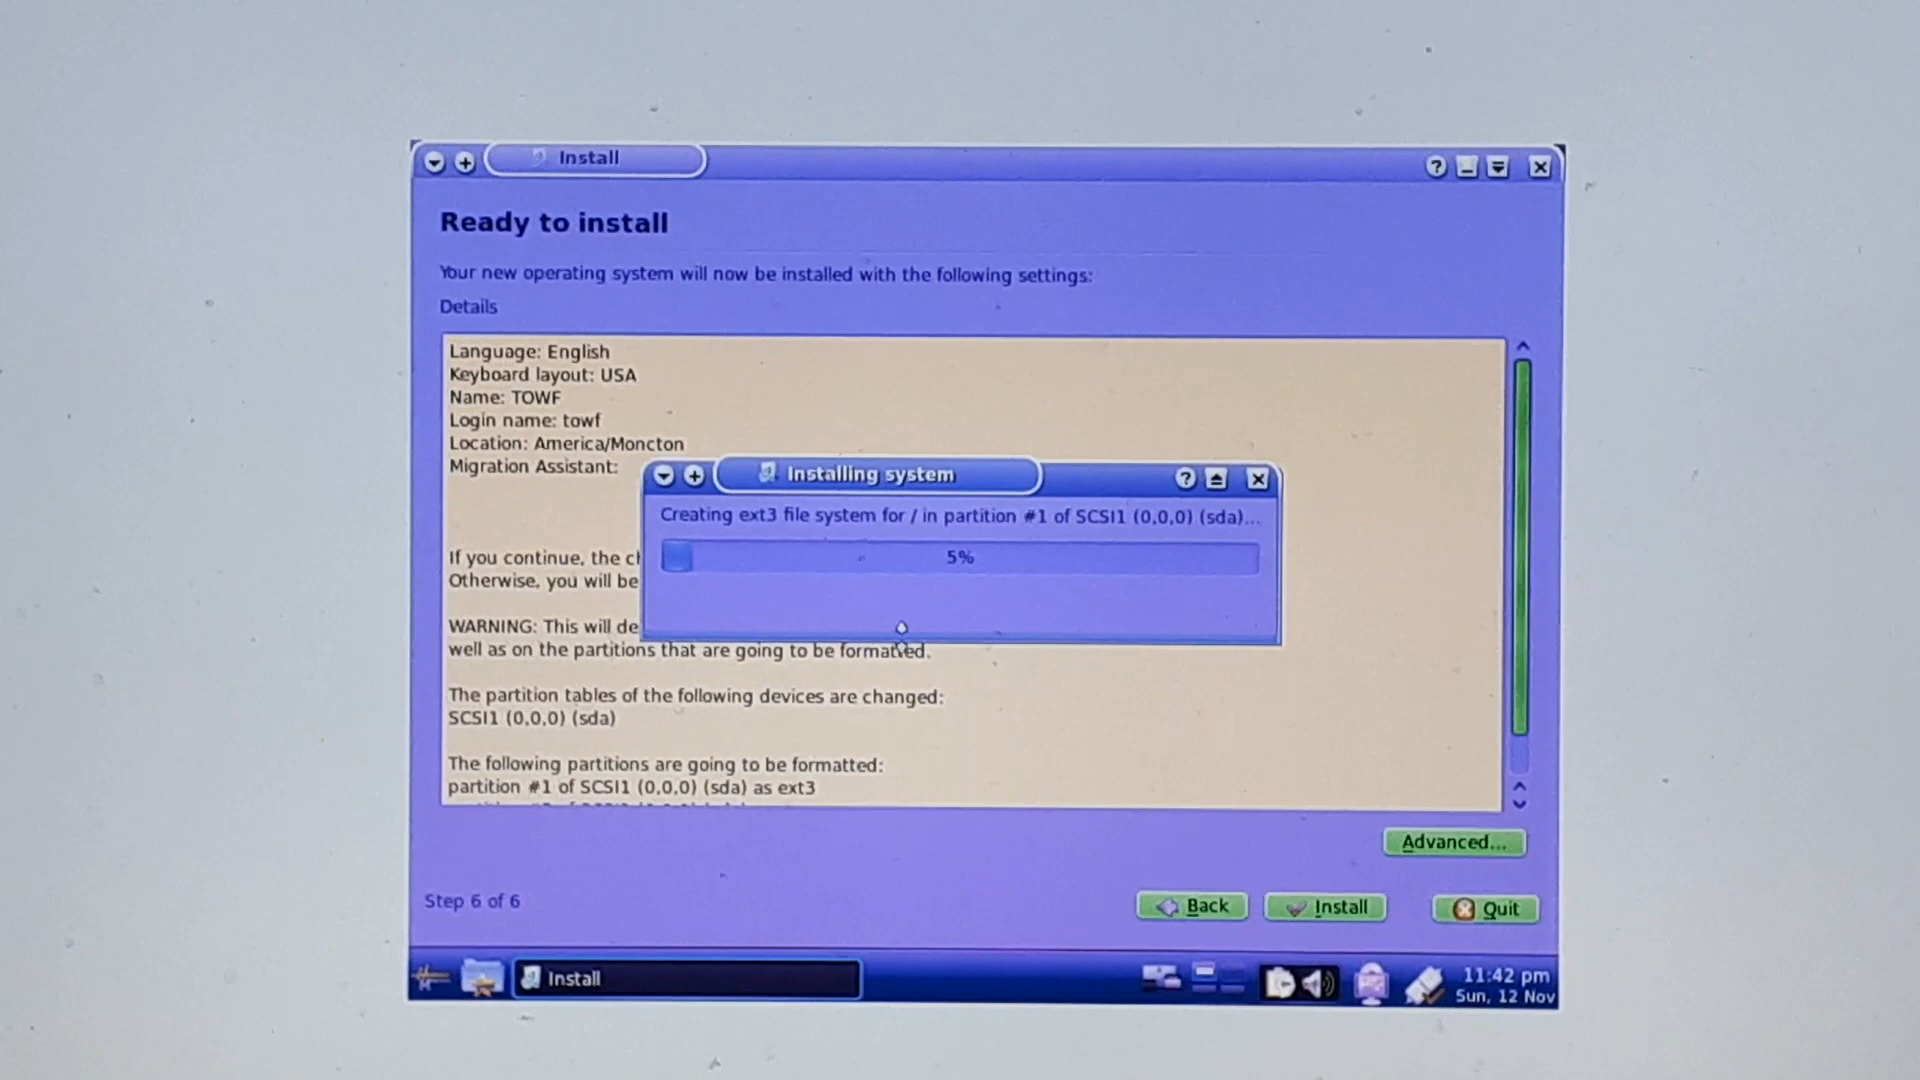 Install
Ready to install
Your new operating system will now be installed with the following settings:
Details
Language: English
Keyboard layout: USA
Name: TOWF
Login name: towf
Location: America/Moncton
Migration Assistant:
Installing system
Creating ext3 file system for / in partition #1 of SCSI1 (0,0,0) (sda)...
5%
If you continue, the
Otherwise, you will be
WARNING: This will
well as on the partitions that are going to be formatted.
The partition tables of the following devices are changed:
SCSI1 (0,0,0) (sda)
The following partitions are going to be formatted:
partition #1 of SCSI1 (0,0,0) (sda) as ext3
Advanced...
Step 6 of 6
Back
Install
Quit
Install
11:42 pm
Sun, 12 Nov